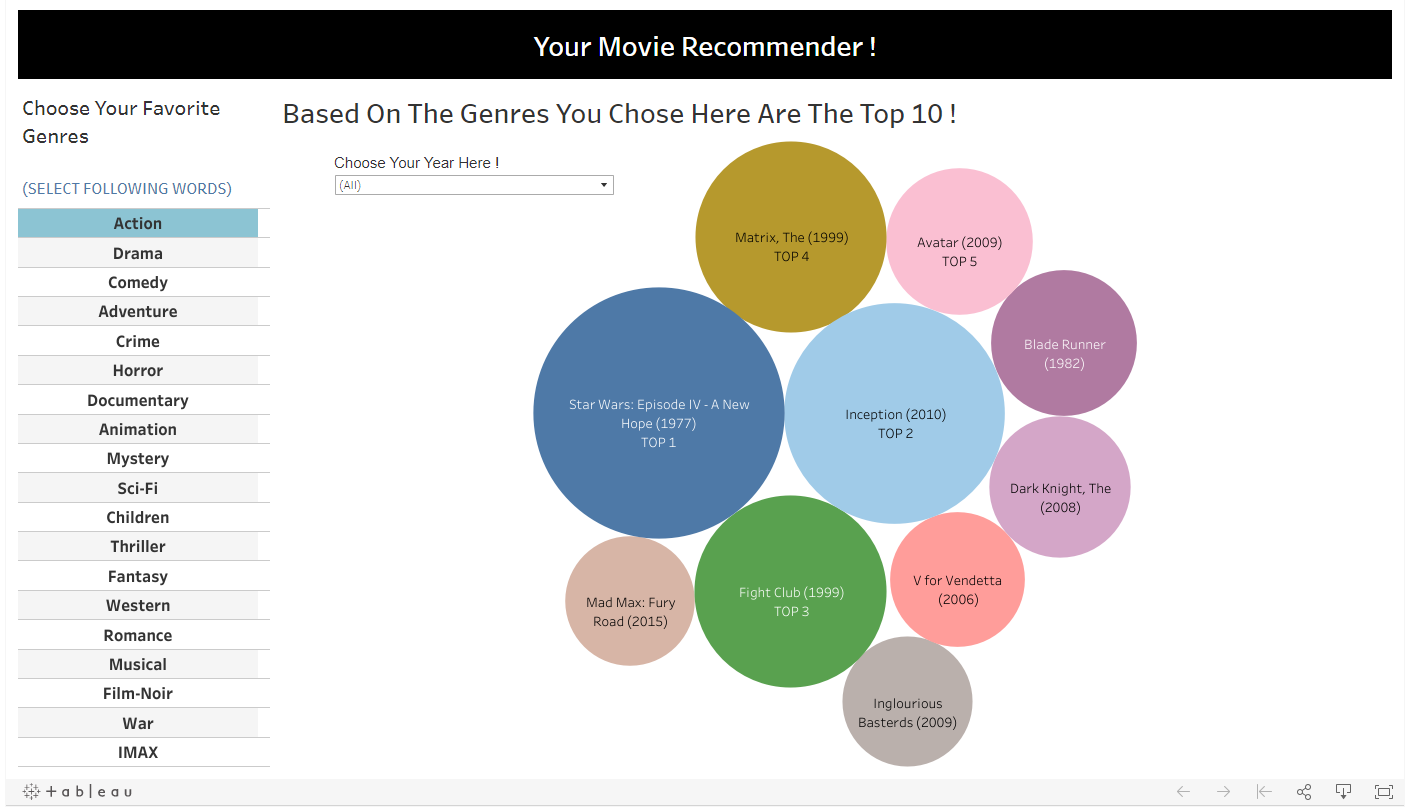 Your Movie Recommender !
Choose Your Favorite
Genres
(SELECT FOLLOWING WORDS)
Action
Drama
Comedy
Adventure
Crime
Horror
Documentary
Animation
Mystery
Sci-Fi
Children
Thriller
Fantasy
Western
Romance
Musical
Film-Noir
War
IMAX
Based On The Genres You Chose Here Are The Top 10 !
Choose Your Year Here !
(All)
Matrix, The (1999)
TOP 4
Avatar (2009)
TOP 5
Blade Runner
(1982)
Star Wars: Episode IV - A New
Hope (1977)
TOP 1
Inception (2010)
TOP 2
Dark Knight, The
(2008)
Mad Max: Fury
Road (2015)
Fight Club (1999)
TOP 3
V for Vendetta
(2006)
Inglourious
Basterds (2009)
+ableau